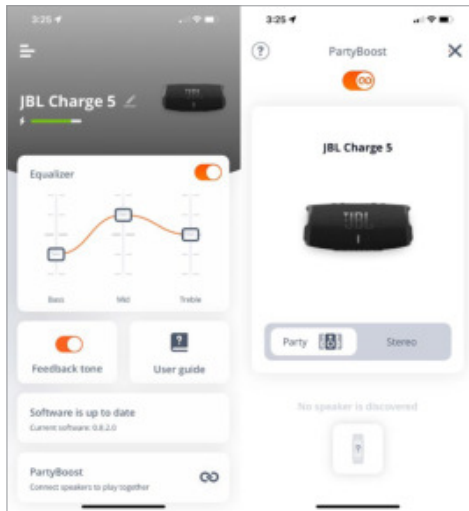 3:25
JBL Charge 5
Equalizer
Bass Mid Treble
Feedback tone
User guide
Software is up to date
Current software: 0.8.2.0
PartyBoost
Connect speakers to play together
3:25
? PartyBoost
JBL Charge 5
JBL
Party Stereo
No speaker is discovered
?